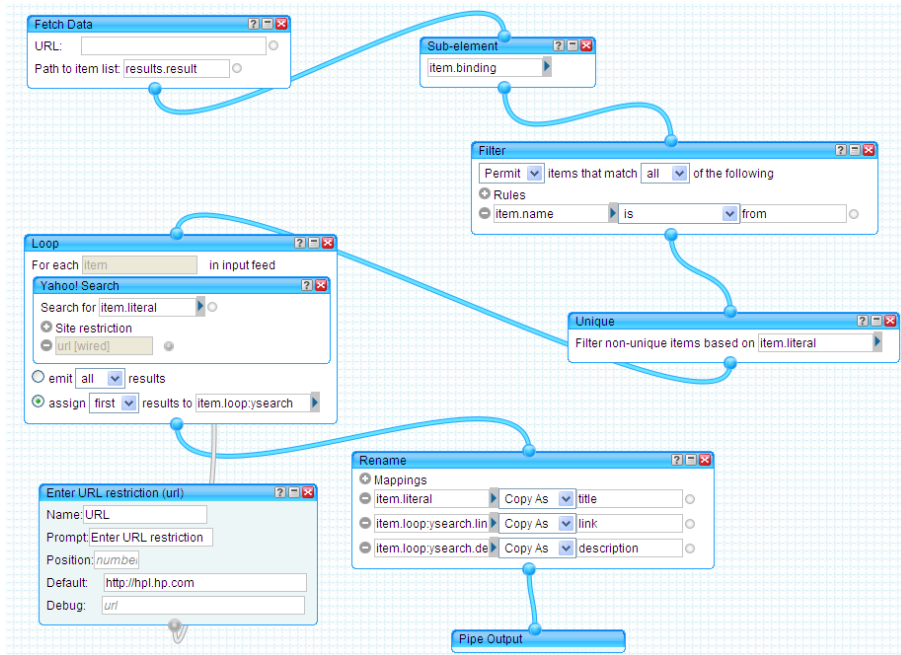 Fetch Data
URL:
Path to item list: results.result
Sub-element
item.binding
Filter
Permit items that match all of the following
Rules
item.name is from
Unique
Filter non-unique items based on item.literal
Loop
For each item in input feed
Yahoo! Search
Search for item.literal
Site restriction
url [wired]
emit all results
assign first results to item.loop:ysearch
Rename
Mappings
item.literal Copy As title
item.loop:ysearch.lin Copy As link
item.loop:ysearch.de Copy As description
Enter URL restriction (url)
Name: URL
Prompt: Enter URL restriction
Position: number
Default: http://hpl.hp.com
Debug: url
Pipe Output